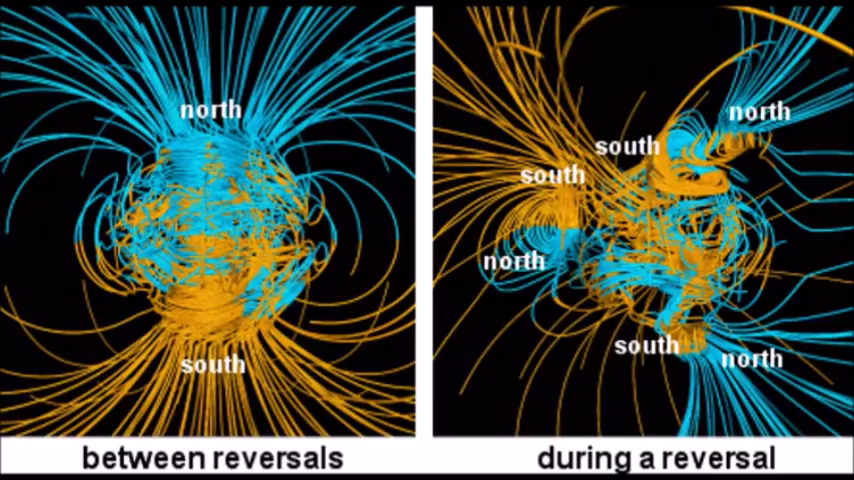 north
south
between reversals
north
south
south
north
south
north
during a reversal